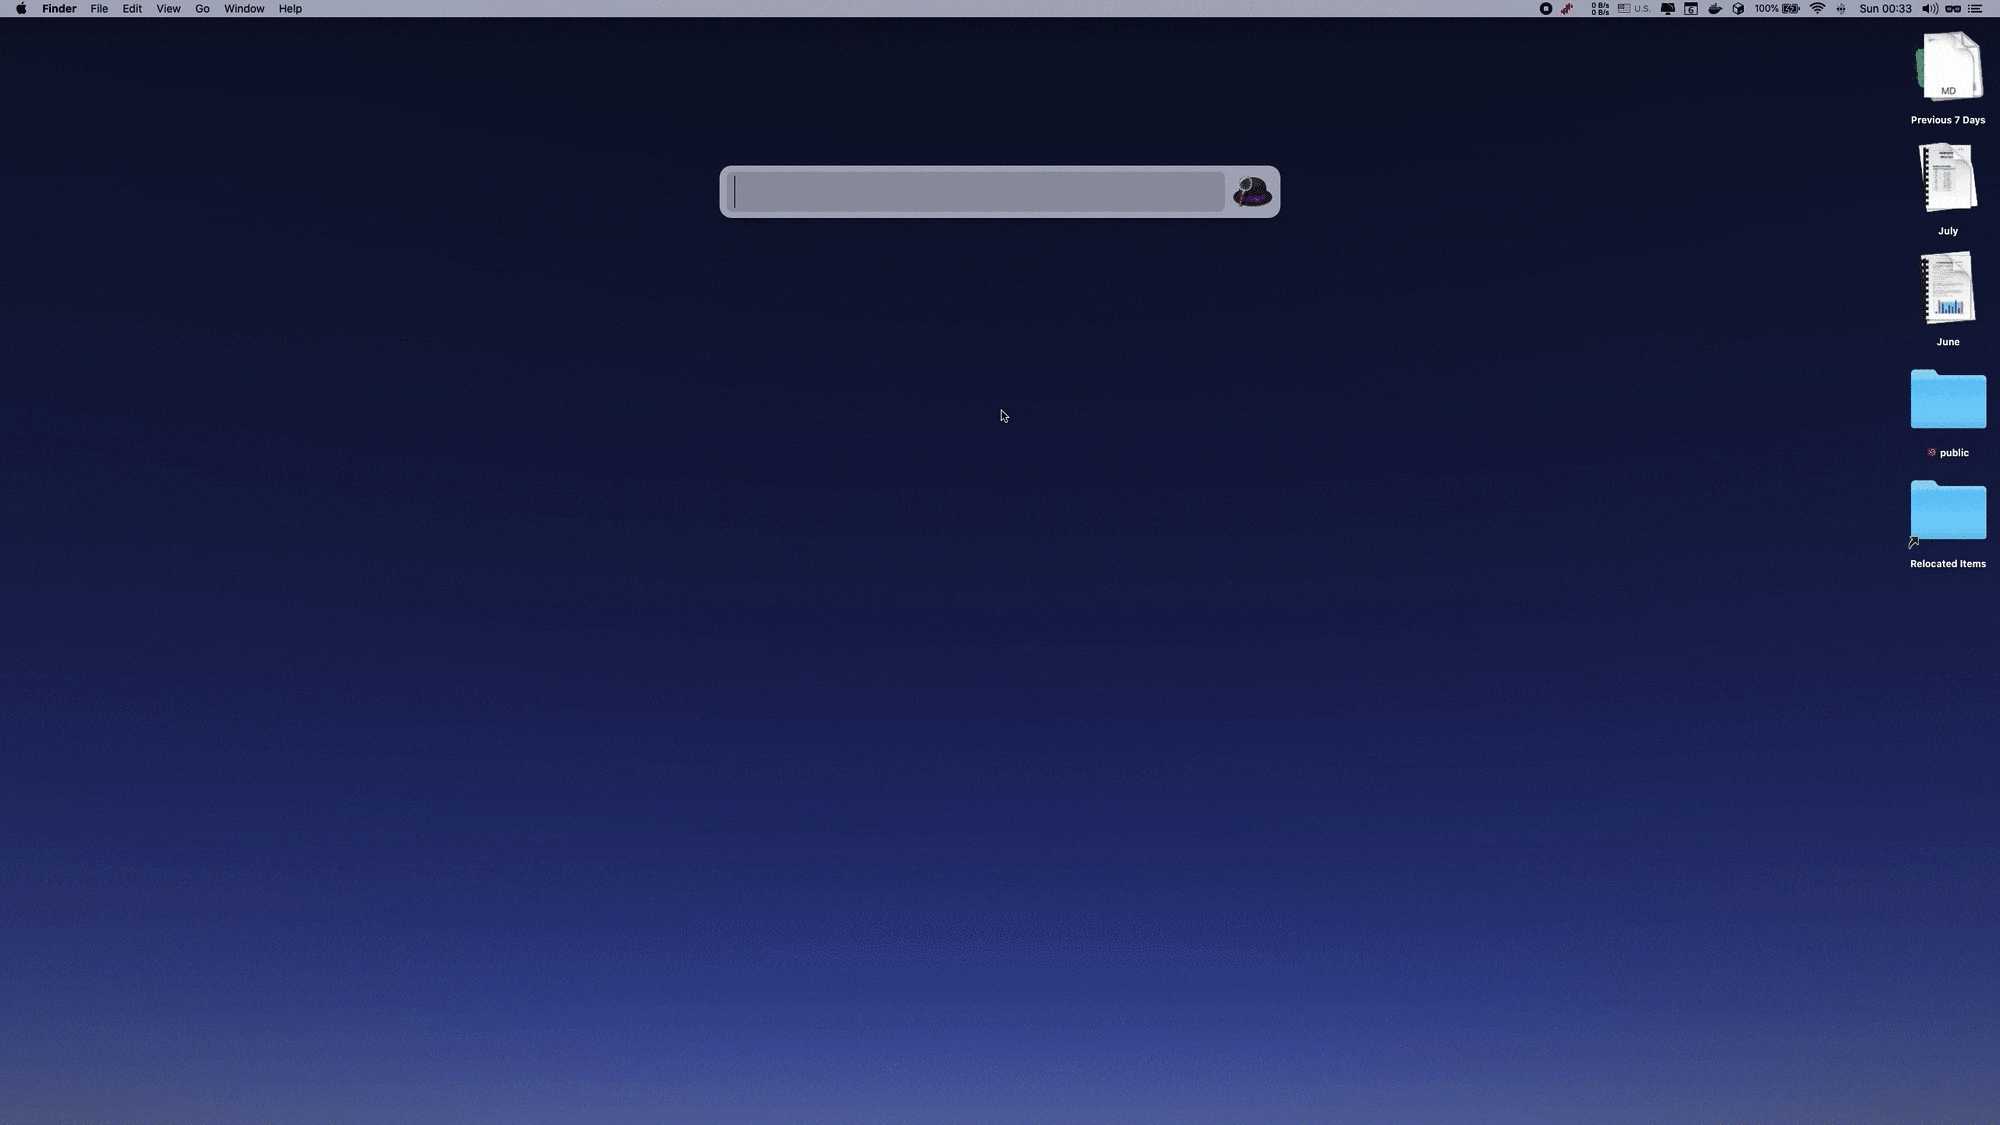 Finder File Edit View Go Window Help
0 B/s
0 B/s
U.S.
6
100%
Sun 00:33
MD
Previous 7 Days
July
June
public
Relocated Items